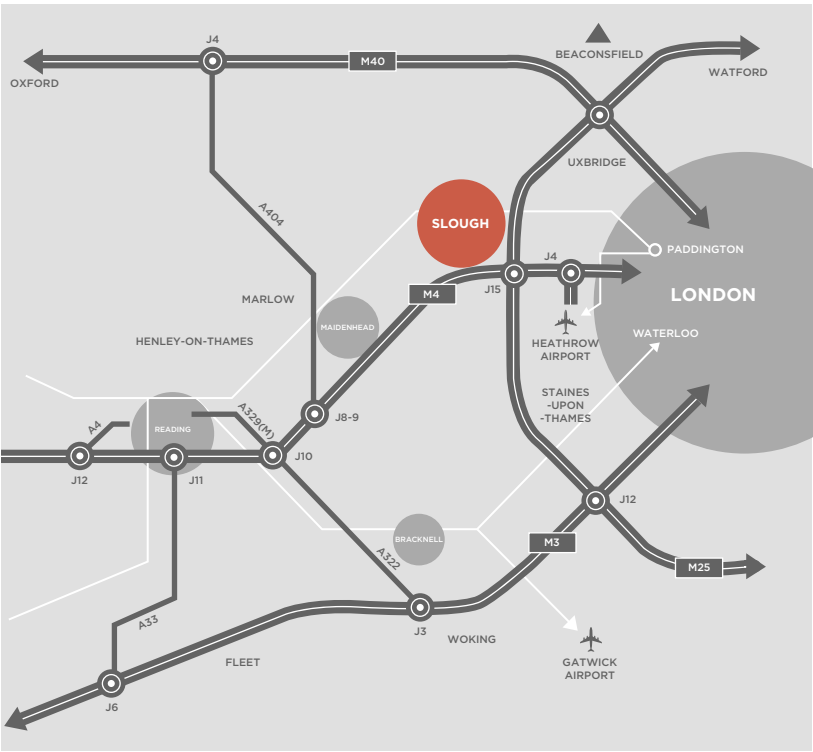 J4
BEACONSFIELD
M40
WATFORD
OXFORD
UXBRIDGE
A404
SLOUGH
PADDINGTON
J4
M4
J15
LONDON
MARLOW
MAIDENHEAD
WATERLOO
HENLEY-ON-THAMES
HEATHROW
AIRPORT
STAINES
-UPON
-THAMES
A4
READING
A329(M)
J8-9
J10
J12
J11
J12
BRACKNELL
M3
A322
M25
A33
J3
WOKING
FLEET
GATWICK
AIRPORT
J6